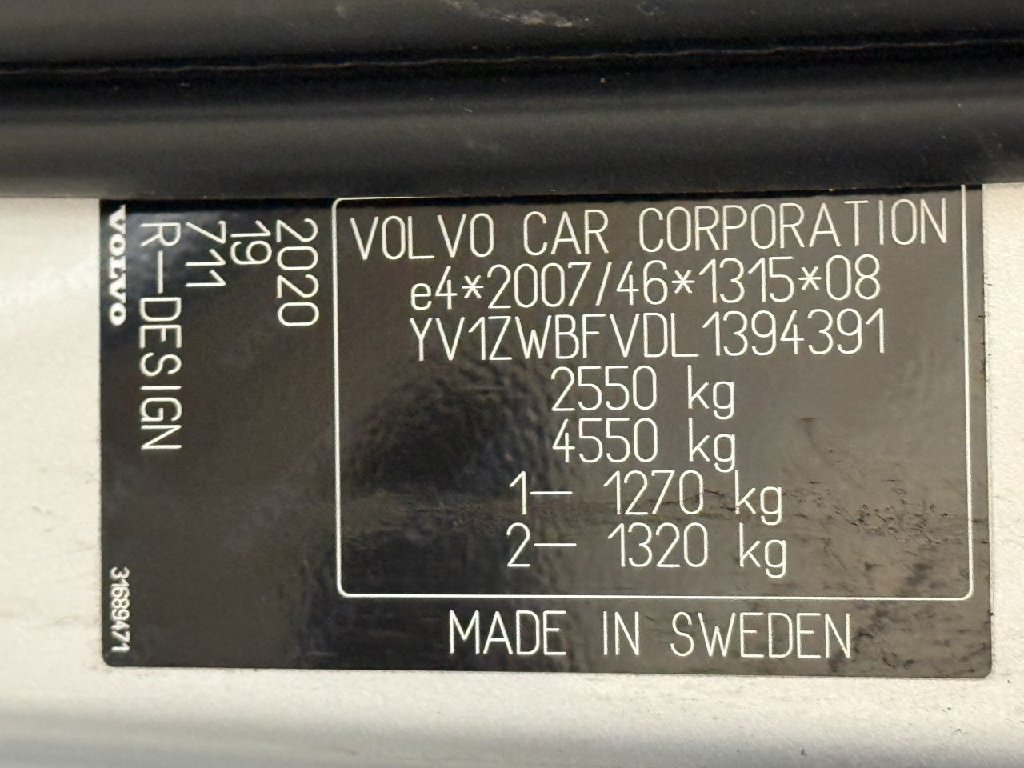 VOLVO CAR CORPORATION
e4*2007/46*1315*08
YV1ZWBFVDL1394391
2550 kg
4550 kg
1— 1270 kg
2— 1320 kg
MADE IN SWEDEN
2020
19
711
R—DESIGN
VOLVO
31689471